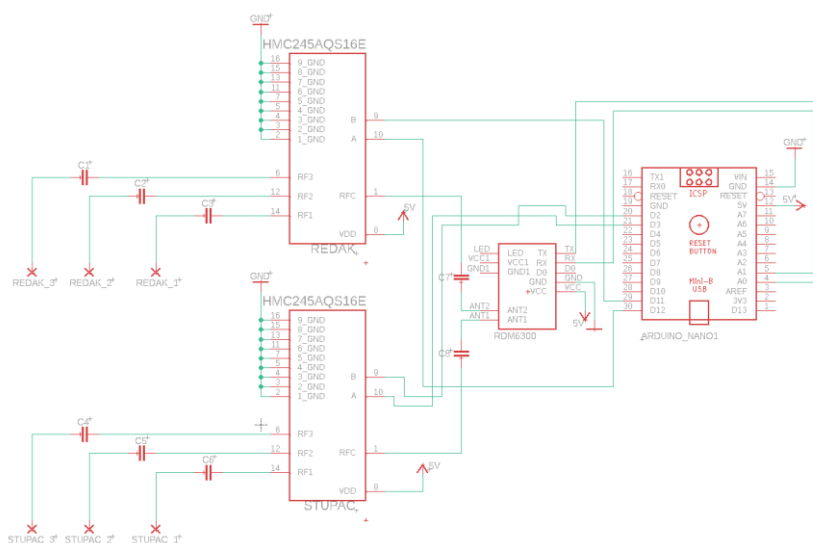 GND
HMC245AQS16E
16 9_GND
15 8_GND
13 7_GND
11 6_GND
7 5_GND
5 4_GND
4 3_GND
3 2_GND
2 1_GND
B 9
A 10
C1
6 RF3
RFC 1
C2
12 RF2
C3
14 RF1
5V
VDD 8
REDAK
REDAK_3 REDAK_2 REDAK_1
GND
HMC245AQS16E
16 9_GND
15 8_GND
13 7_GND
11 6_GND
7 5_GND
5 4_GND
4 3_GND
3 2_GND
2 1_GND
B 9
A 10
C4
6 RF3
C5
12 RF2
RFC 1
C6
14 RF1
5V
VDD 8
STUPAC
STUPAC_3 STUPAC_2 STUPAC_1
C7
C8
LED LED TX TX
VCC1 VCC1 RX RX
GND1 GND1 D0 D0
GND GND
+VCC VCC
ANT2 ANT2
ANT1 ANT1
5V
RDM6300
GND
16 TX1 VIN 15
17 RX0 GND 14
18 RESET RESET 13
19 GND 5V 12
5V
20 D2 A7 11
21 D3 A6 10
22 D4 A5 9
23 D5 A4 8
24 D6 A3 7
25 D7 A2 6
26 D8 A1 5
27 D9 A0 4
28 D10 AREF 3
29 D11 3V3 2
30 D12 D13 1
ICSP
RESET
BUTTON
MINI-B
USB
ARDUINO_NANO1